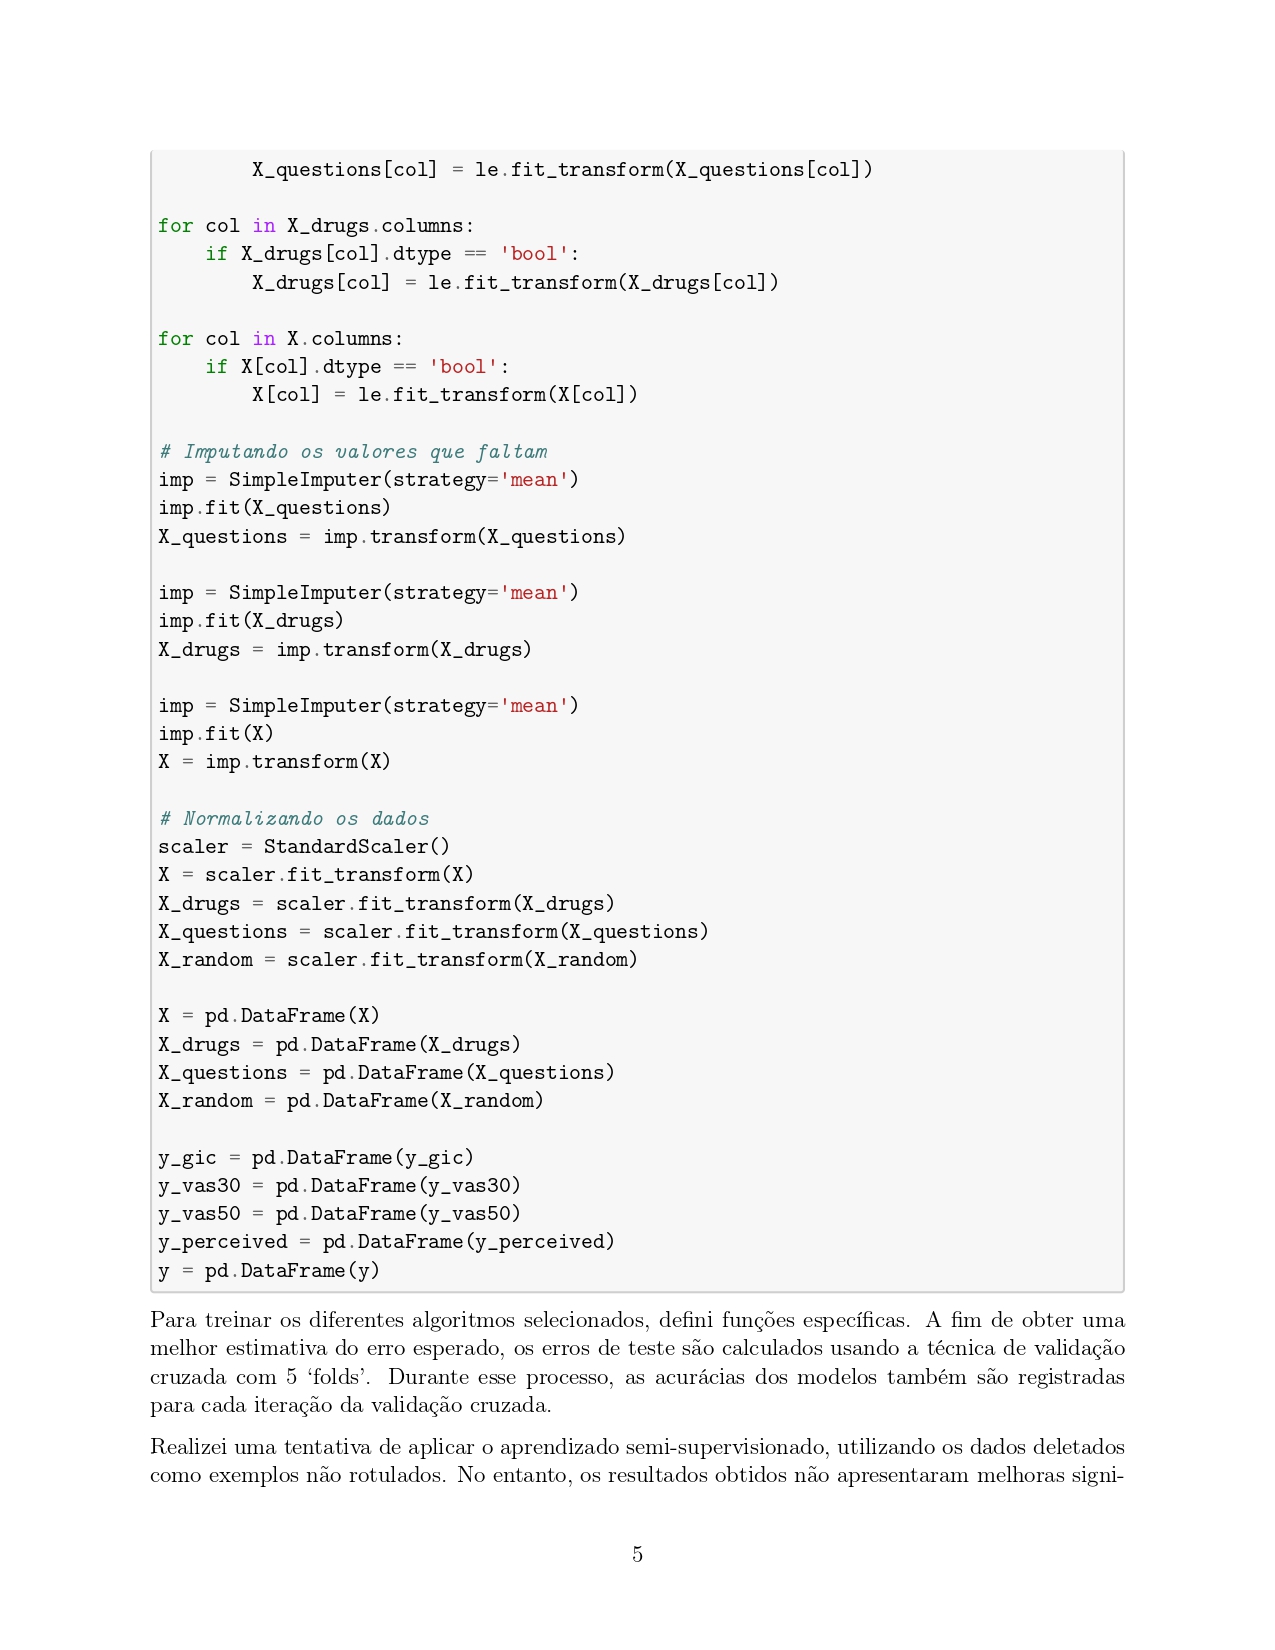 X_questions[col] = le.fit_transform(X_questions[col])

for col in X_drugs.columns:
    if X_drugs[col].dtype == 'bool':
        X_drugs[col] = le.fit_transform(X_drugs[col])

for col in X.columns:
    if X[col].dtype == 'bool':
        X[col] = le.fit_transform(X[col])

# Imputando os valores que faltam
imp = SimpleImputer(strategy='mean')
imp.fit(X_questions)
X_questions = imp.transform(X_questions)

imp = SimpleImputer(strategy='mean')
imp.fit(X_drugs)
X_drugs = imp.transform(X_drugs)

imp = SimpleImputer(strategy='mean')
imp.fit(X)
X = imp.transform(X)

# Normalizando os dados
scaler = StandardScaler()
X = scaler.fit_transform(X)
X_drugs = scaler.fit_transform(X_drugs)
X_questions = scaler.fit_transform(X_questions)
X_random = scaler.fit_transform(X_random)

X = pd.DataFrame(X)
X_drugs = pd.DataFrame(X_drugs)
X_questions = pd.DataFrame(X_questions)
X_random = pd.DataFrame(X_random)

y_gic = pd.DataFrame(y_gic)
y_vas30 = pd.DataFrame(y_vas30)
y_vas50 = pd.DataFrame(y_vas50)
y_perceived = pd.DataFrame(y_perceived)
y = pd.DataFrame(y)

Para treinar os diferentes algoritmos selecionados, defini funções específicas. A fim de obter uma
melhor estimativa do erro esperado, os erros de teste são calculados usando a técnica de validação
cruzada com 5 ‘folds’. Durante esse processo, as acurácias dos modelos também são registradas
para cada iteração da validação cruzada.
Realizei uma tentativa de aplicar o aprendizado semi-supervisionado, utilizando os dados deletados
como exemplos não rotulados. No entanto, os resultados obtidos não apresentaram melhoras signi-
5